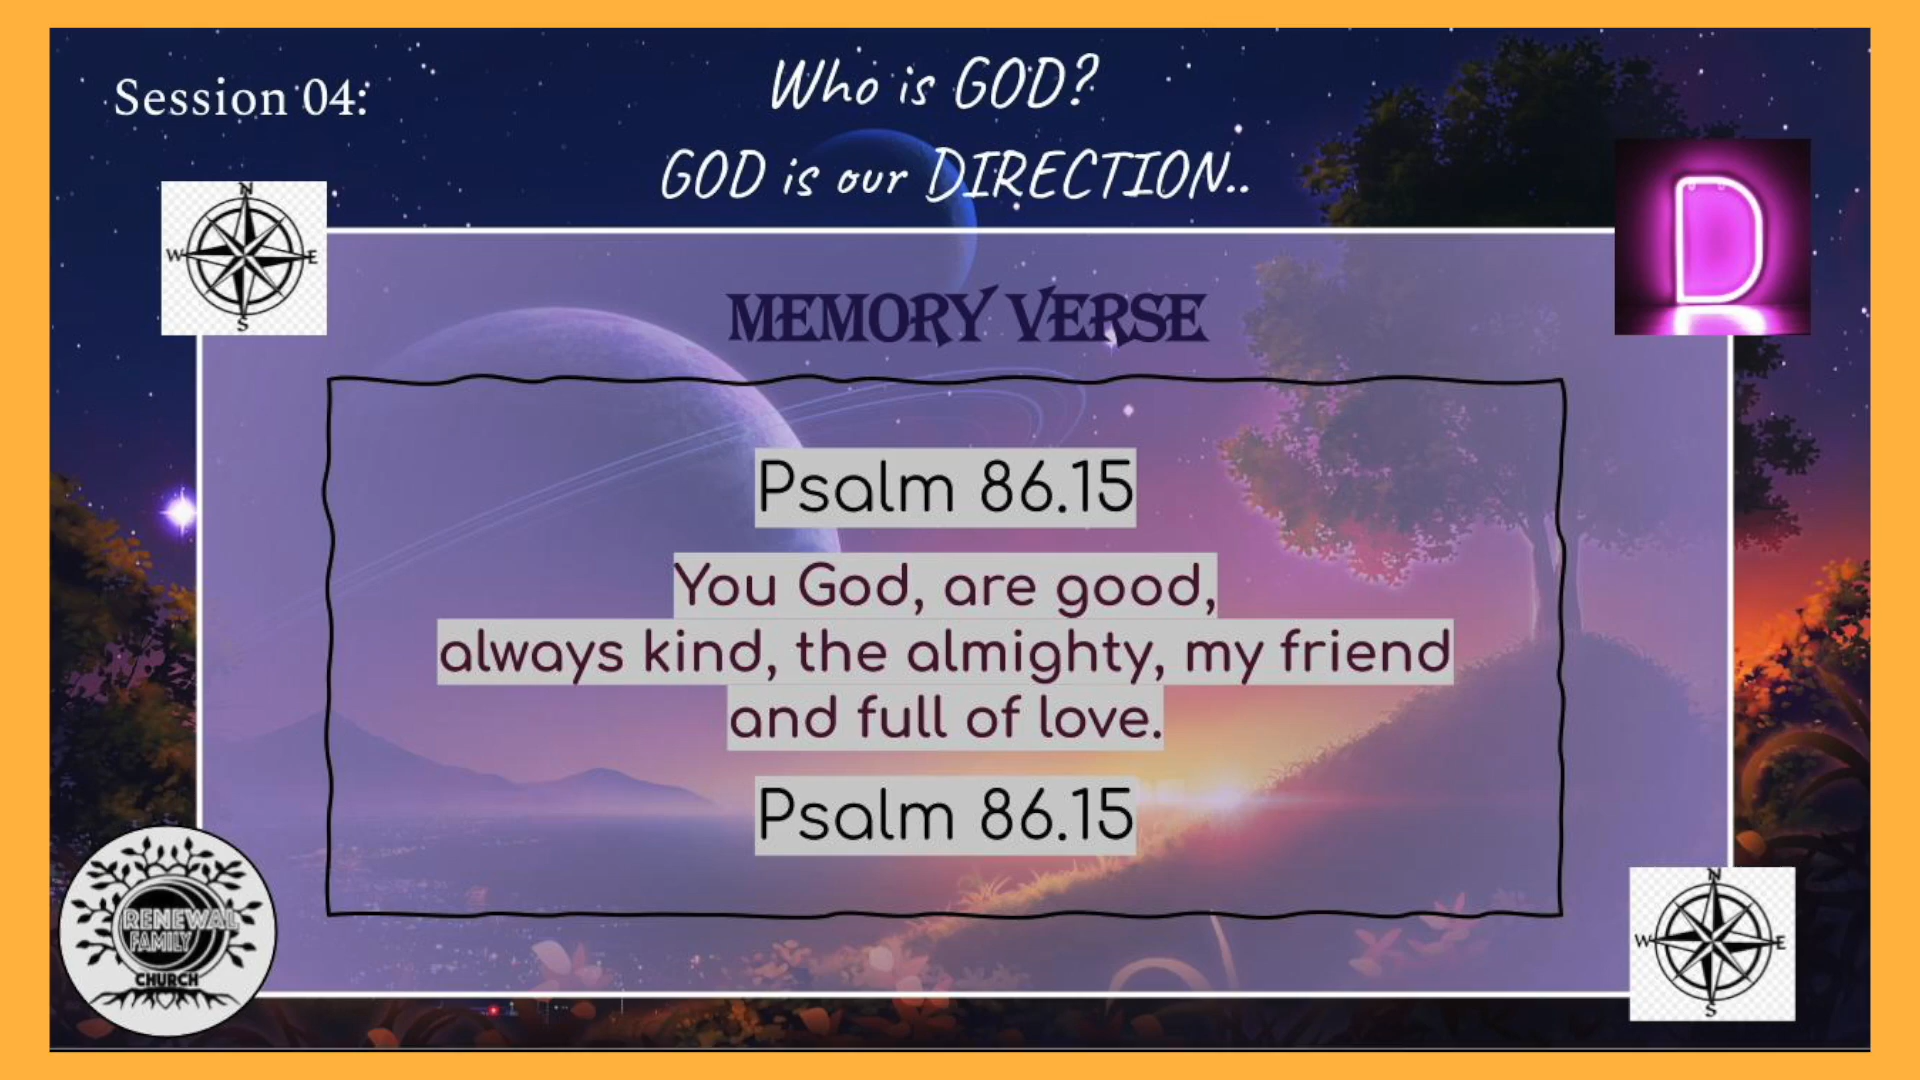 Session 04:
Who is GOD?
GOD is our DIRECTION..
N
W E
S
D
MEMORY VERSE
Psalm 86.15
You God, are good,
always kind, the almighty, my friend
and full of love.
Psalm 86.15
RENEWAL
FAMILY
CHURCH
N
W E
S